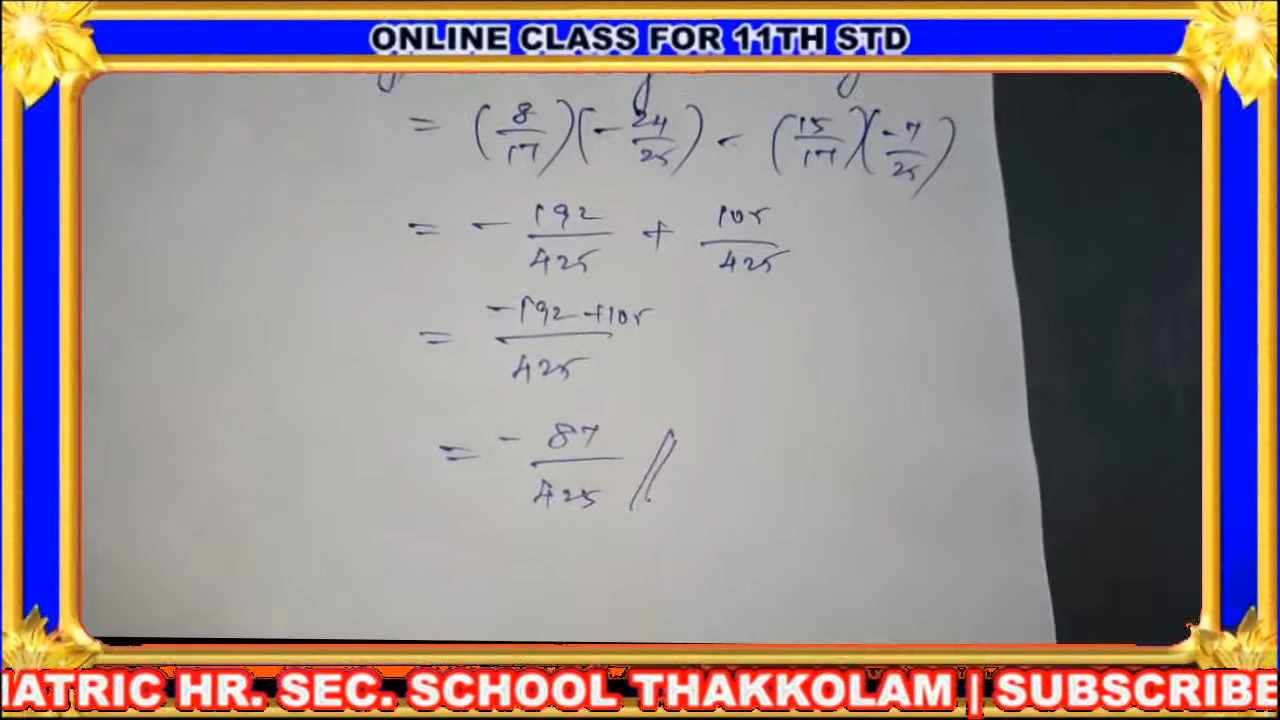 ONLINE CLASS FOR 11TH STD
= (8/17)(-24/25) - (15/17)(-7/25)
= - 192/425 + 105/425
= -192+105/425
= - 87/425 //
IATRIC HR. SEC. SCHOOL THAKKOLAM | SUBSCRIBE